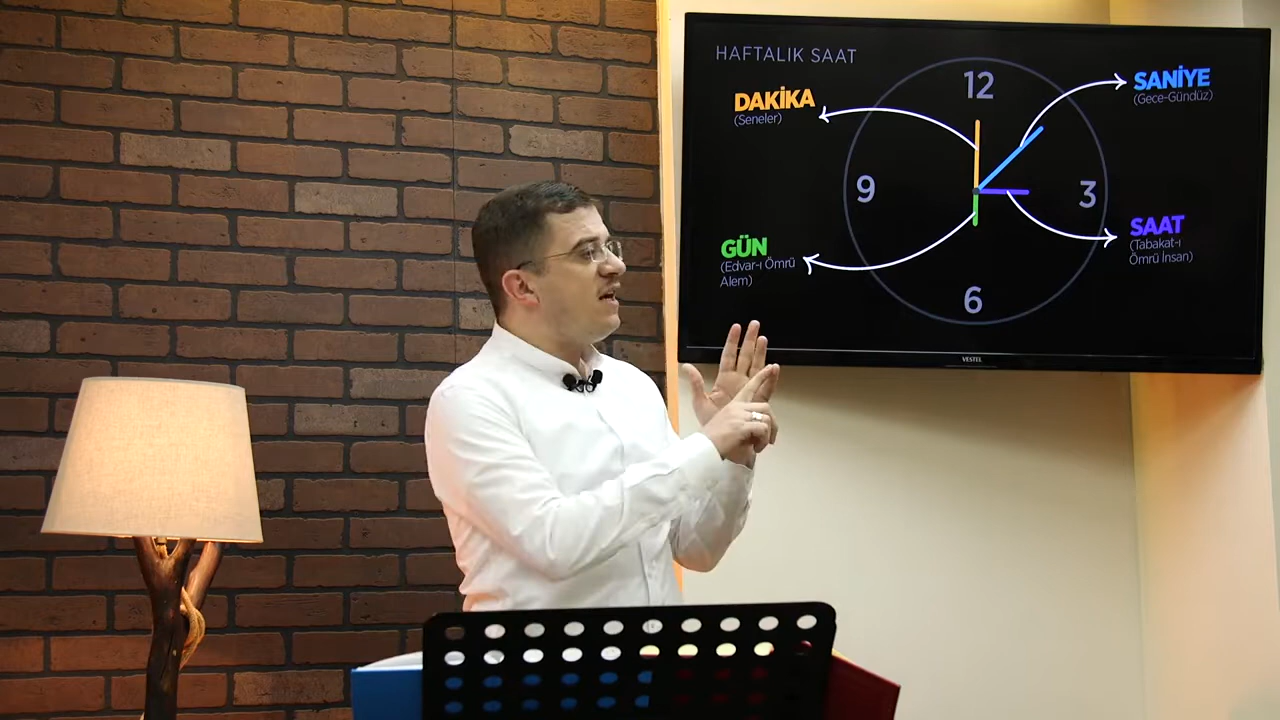 HAFTALIK SAAT
12
SANİYE
(Gece-Gündüz)
DAKİKA
(Seneler)
9
3
SAAT
(Tabakat-ı
Ömrü İnsan)
GÜN
(Edvar-ı Ömrü
Alem)
6
VESTEL